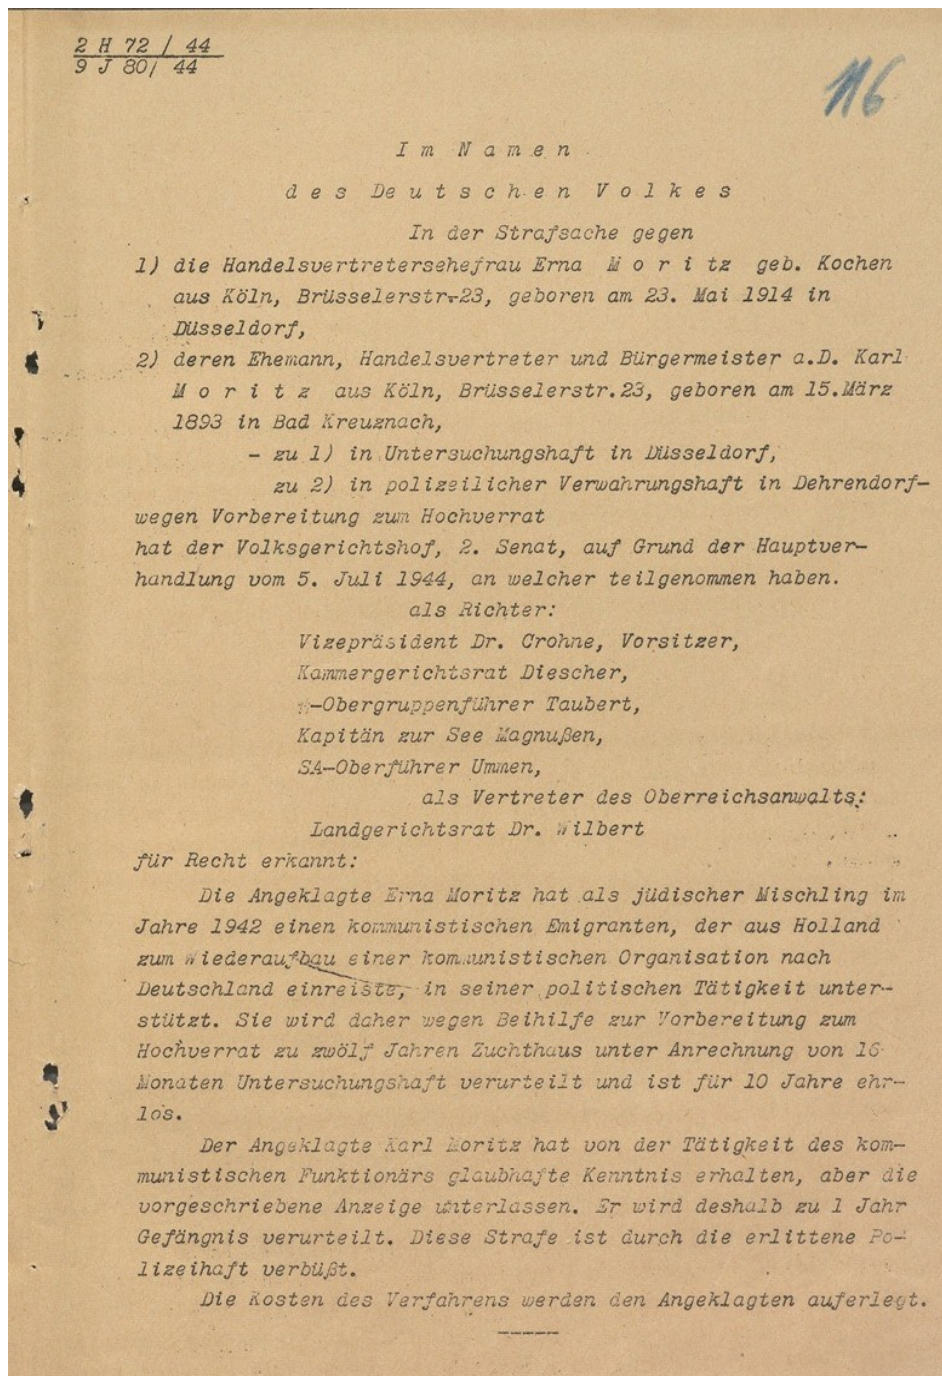 2 H 72 / 44
9 J 80/ 44
116
Im Namen
des Deutschen Volkes
In der Strafsache gegen
1) die Handelsvertretersehefrau Erna Moritz geb. Kochen
aus Köln, Brüsselerstr.23, geboren am 23. Mai 1914 in
Düsseldorf,
2) deren Ehemann, Handelsvertreter und Bürgermeister a.D. Karl
Moritz aus Köln, Brüsselerstr.23, geboren am 15.März
1893 in Bad Kreuznach,
- zu 1) in Untersuchungshaft in Düsseldorf,
zu 2) in polizeilicher Verwahrungshaft in Dehrendorf-
wegen Vorbereitung zum Hochverrat
hat der Volksgerichtshof, 2. Senat, auf Grund der Hauptver-
handlung vom 5. Juli 1944, an welcher teilgenommen haben.
als Richter:
Vizepräsident Dr. Crohne, Vorsitzer,
Kammergerichtsrat Diescher,
-Obergruppenführer Taubert,
Kapitän zur See Magnußen,
SA-Oberführer Ummen,
als Vertreter des Oberreichsanwalts:
Landgerichtsrat Dr. Wilbert
für Recht erkannt:
Die Angeklagte Erna Moritz hat als jüdischer Mischling im
Jahre 1942 einen kommunistischen Emigranten, der aus Holland
zum Wiederaufbau einer kommunistischen Organisation nach
Deutschland einreiste, in seiner politischen Tätigkeit unter-
stützt. Sie wird daher wegen Beihilfe zur Vorbereitung zum
Hochverrat zu zwölf Jahren Zuchthaus unter Anrechnung von 16
Monaten Untersuchungshaft verurteilt und ist für 10 Jahre ehr-
los.
Der Angeklagte Karl Moritz hat von der Tätigkeit des kom-
munistischen Funktionärs glaubhafte Kenntnis erhalten, aber die
vorgeschriebene Anzeige unterlassen. Er wird deshalb zu 1 Jahr
Gefängnis verurteilt. Diese Strafe ist durch die erlittene Po-
lizeihaft verbüßt.
Die Kosten des Verfahrens werden den Angeklagten auferlegt.